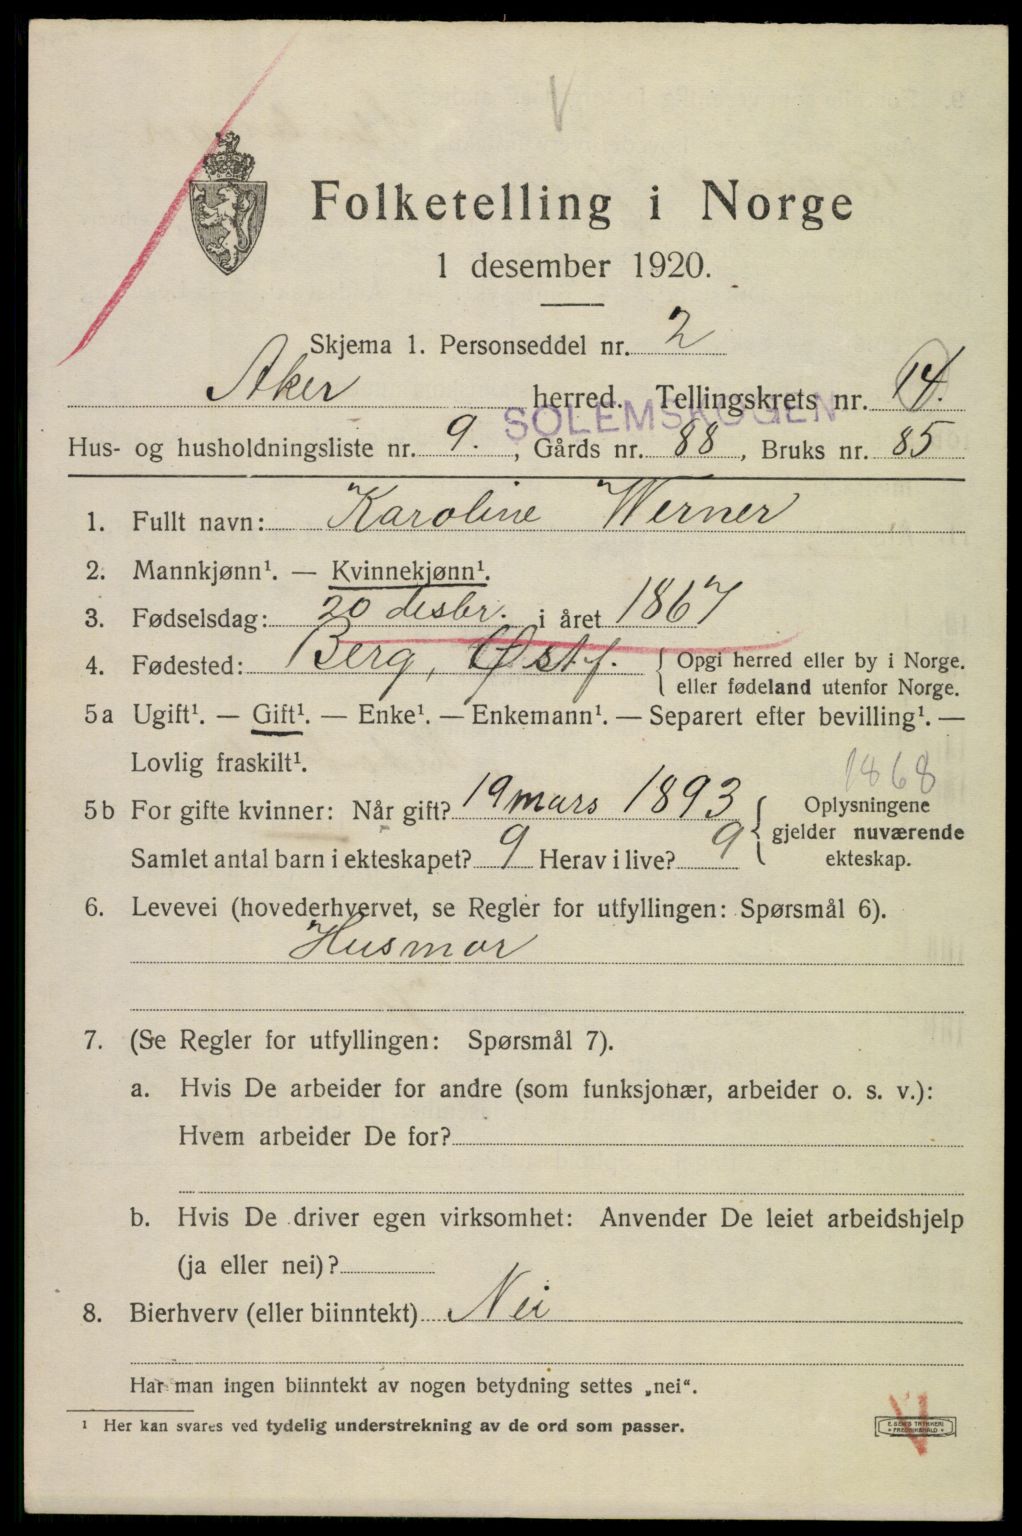 Folketelling i Norge
1 desember 1920.
Skjema 1. Personseddel nr. 2
Aker herred. Tellingskrets nr. 14.
SOLEMSKOGEN
Hus- og husholdningsliste nr. 9. , Gårds nr. 88 , Bruks nr. 85
1. Fullt navn: Karoline Werner
2. Mannkjønn¹. — Kvinnekjønn¹.
3. Fødselsdag: 20 desbr. i året 1867
4. Fødested: Berg, Østf. { Opgi herred eller by i Norge.
eller fødeland utenfor Norge.
5a Ugift¹. — Gift¹. — Enke¹. — Enkemann¹. — Separert efter bevilling¹. —
Lovlig fraskilt¹.
1868
5b For gifte kvinner: Når gift? 19 mars 1893 { Oplysningene
gjelder nuværende
Samlet antal barn i ekteskapet? 9 Herav i live? 9 ekteskap.
6. Levevei (hovederhvervet, se Regler for utfyllingen: Spørsmål 6).
Husmor
7. (Se Regler for utfyllingen: Spørsmål 7).
a. Hvis De arbeider for andre (som funksjonær, arbeider o. s. v.):
Hvem arbeider De for?
b. Hvis De driver egen virksomhet: Anvender De leiet arbeidshjelp
(ja eller nei)?
8. Bierhverv (eller biinntekt) Nei
Har man ingen biinntekt av nogen betydning settes „nei“.
¹ Her kan svares ved tydelig understrekning av de ord som passer.
E. SEM'S TRYKKERI
FREDRIKSHALD